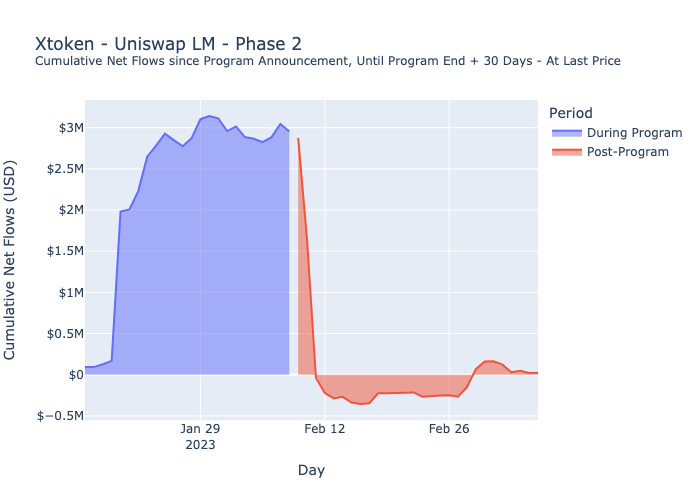 Xtoken - Uniswap LM - Phase 2
Cumulative Net Flows since Program Announcement, Until Program End + 30 Days - At Last Price
Period
During Program
Post-Program
Cumulative Net Flows (USD)
$3M
$2.5M
$2M
$1.5M
$1M
$0.5M
$0
$−0.5M
Jan 29
2023
Feb 12
Feb 26
Day